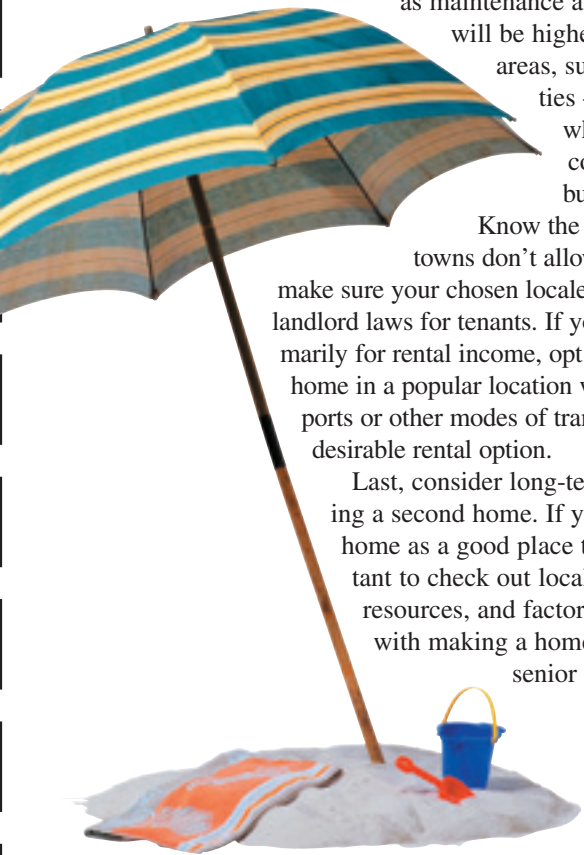 as maintenance a
will be highe
areas, su
ties
wh
co
bu
Know the
towns don't allow
make sure your chosen locale
landlord laws for tenants. If yo
marily for rental income, opt
home in a popular location w
ports or other modes of tran
desirable rental option.
Last, consider long-te
ing a second home. If y
home as a good place t
tant to check out local
resources, and factor
with making a home
senior